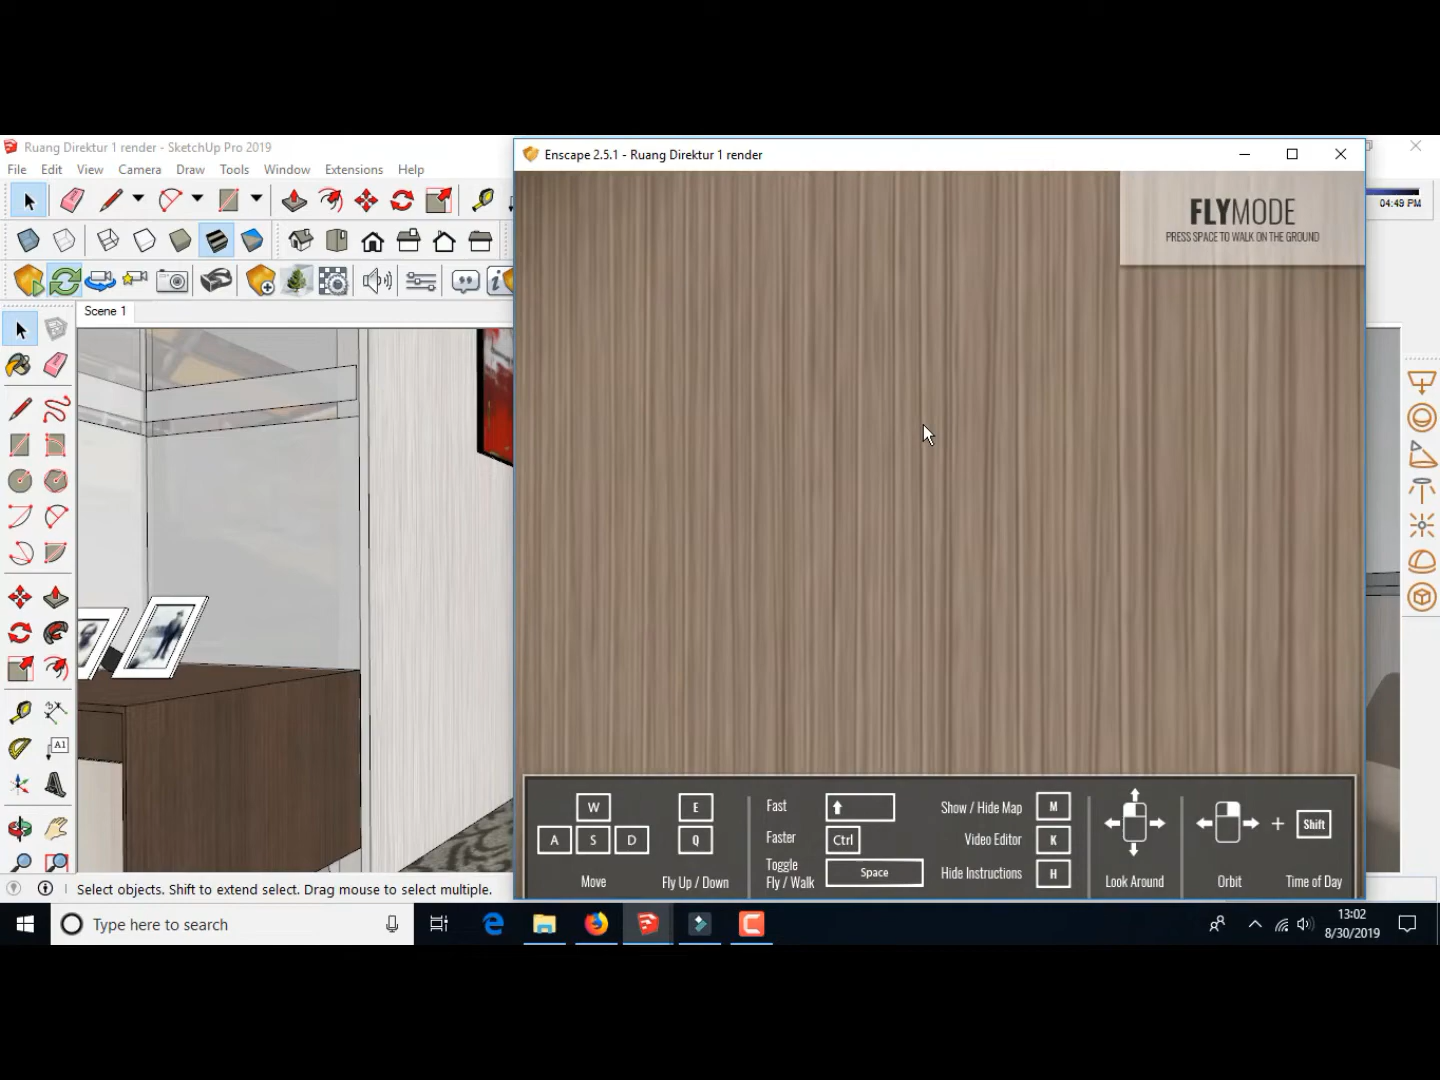 Ruang Direktur 1 render - SketchUp Pro 2019
File Edit View Camera Draw Tools Window Extensions Help
Enscape 2.5.1 - Ruang Direktur 1 render
04:49 PM
FLYMODE
PRESS SPACE TO WALK ON THE GROUND
Scene 1
A1
W
A S D
Move
E
Q
Fly Up / Down
Fast
Faster Ctrl
Toggle
Fly / Walk Space
Show / Hide Map M
Video Editor K
Hide Instructions H
Look Around
Orbit
+ Shift
Time of Day
Select objects. Shift to extend select. Drag mouse to select multiple.
Type here to search
13:02
8/30/2019